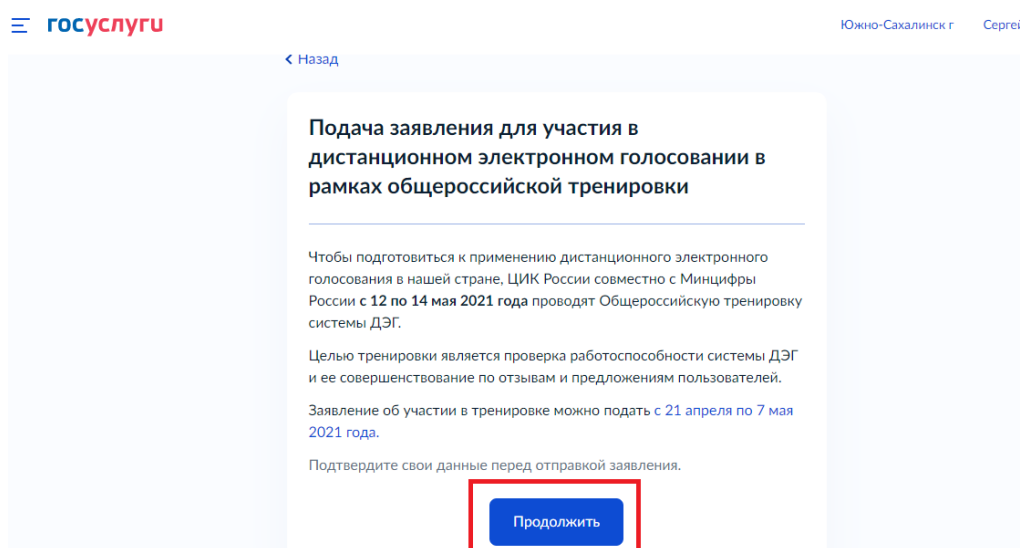 госуслуги
Южно-Сахалинск г
Назад
Подача заявления для участия в
дистанционном электронном голосовании в
рамках общероссийской тренировки
Чтобы подготовиться к применению дистанционного электронного
голосования в нашей стране, ЦИК России совместно с Минцифры
России с 12 по 14 мая 2021 года проводят Общероссийскую тренировку
системы ДЭГ.
Целью тренировки является проверка работоспособности системы ДЭГ
и ее совершенствование по отзывам и предложениям пользователей.
Заявление об участии в тренировке можно подать с 21 апреля по 7 мая
2021 года.
Подтвердите свои данные перед отправкой заявления.
Продолжить